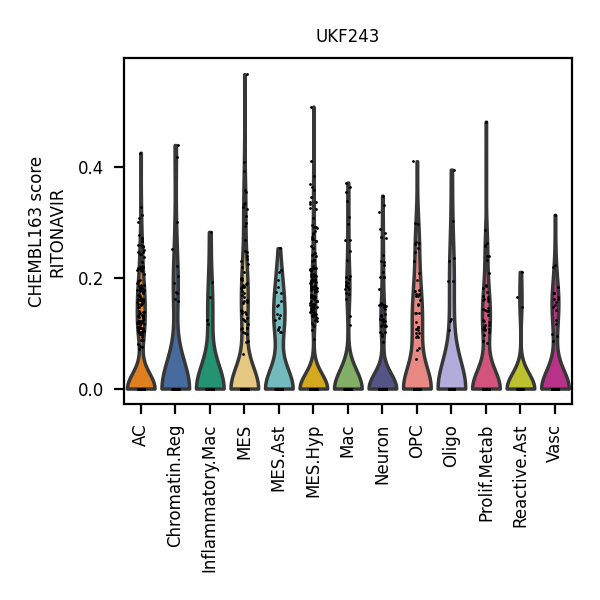 UKF243
CHEMBL163 score
RITONAVIR
0.4
0.2
0.0
AC
Chromatin.Reg
Inflammatory.Mac
MES
MES.Ast
MES.Hyp
Mac
Neuron
OPC
Oligo
Prolif.Metab
Reactive.Ast
Vasc